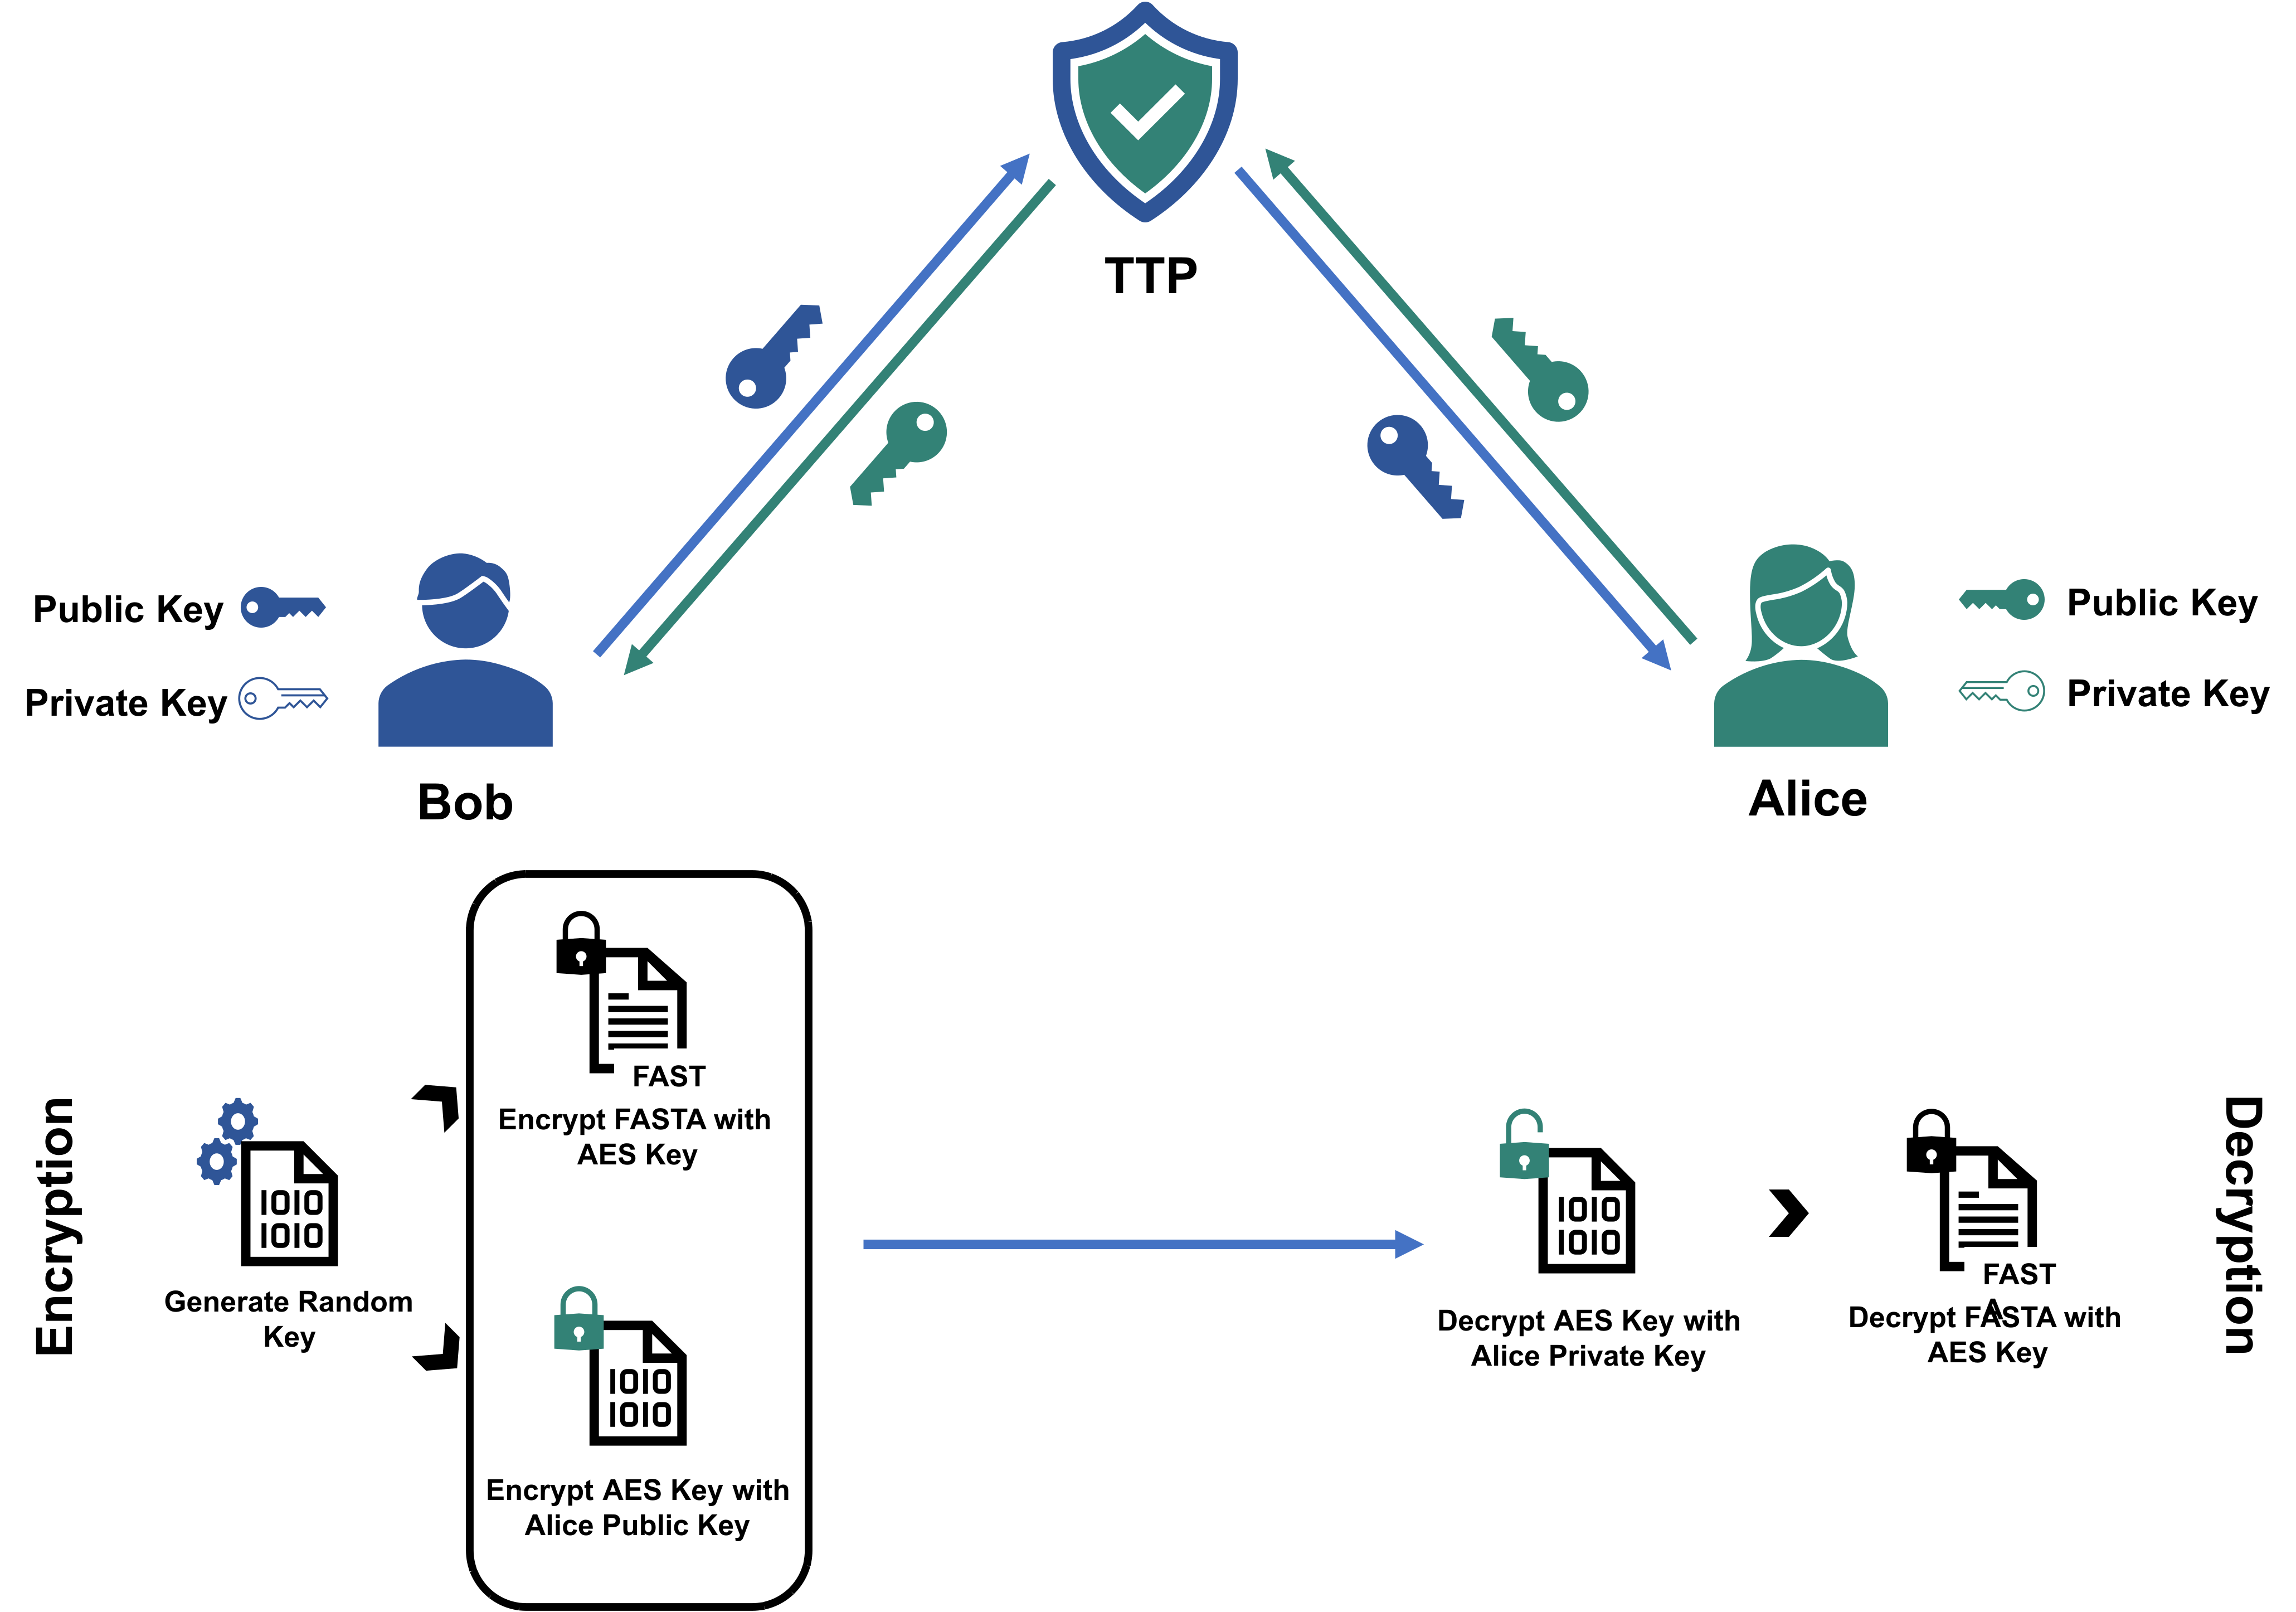 TTP
Public Key
Private Key
Bob
Public Key
Private Key
Alice
Encryption
Generate Random
Key
FAST
Encrypt FASTA with
AES Key
IOIO
IOIO
IOIO
IOIO
Encrypt AES Key with
Alice Public Key
IOIO
IOIO
Decrypt AES Key with
Alice Private Key
FAST
A
Decrypt FASTA with
AES Key
Decryption